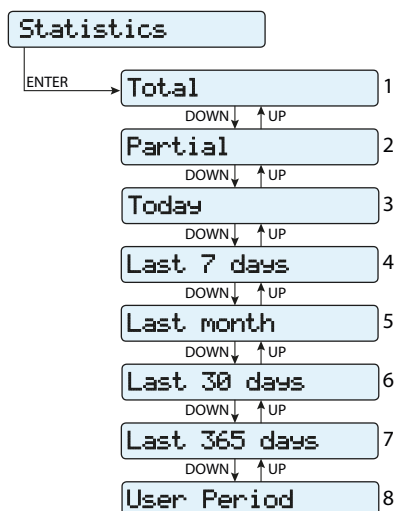 Statistics
ENTER
Total 1
DOWN UP
Partial 2
DOWN UP
Today 3
DOWN UP
Last 7 days 4
DOWN UP
Last month 5
DOWN UP
Last 30 days 6
DOWN UP
Last 365 days 7
DOWN UP
User Period 8